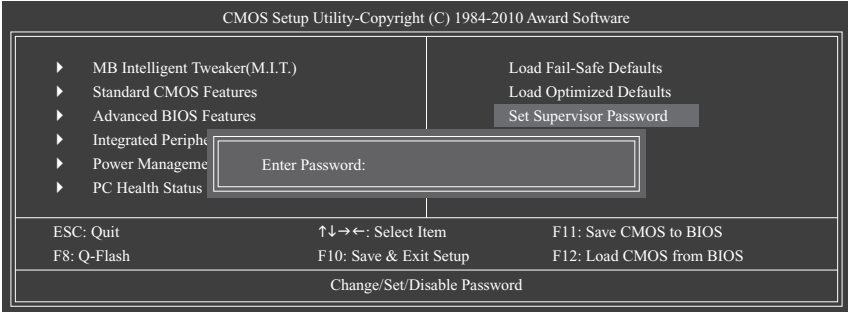 CMOS Setup Utility-Copyright (C) 1984-2010 Award Software
MB Intelligent Tweaker(M.I.T.)
Standard CMOS Features
Advanced BIOS Features
Integrated Periphe
Power Manageme
PC Health Status
Load Fail-Safe Defaults
Load Optimized Defaults
Set Supervisor Password
Enter Password:
ESC: Quit ↑↓→←: Select Item F11: Save CMOS to BIOS
F8: Q-Flash F10: Save & Exit Setup F12: Load CMOS from BIOS
Change/Set/Disable Password